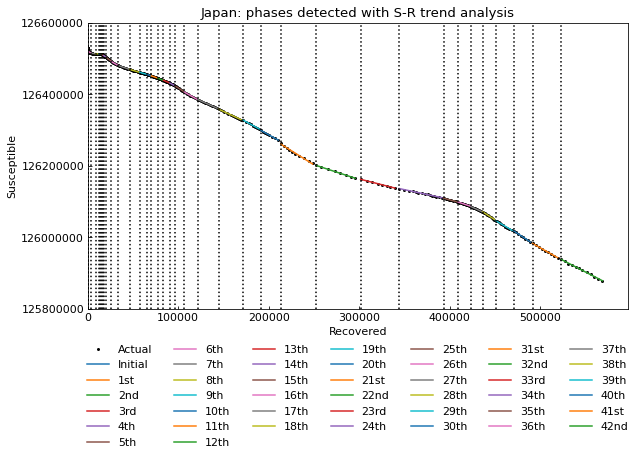 Japan: phases detected with S-R trend analysis
126600000
126400000
126200000
126000000
125800000
Susceptible
0 100000 200000 300000 400000 500000
Recovered
Actual 6th 13th 19th 25th 31st 37th
Initial 7th 14th 20th 26th 32nd 38th
1st 8th 15th 21st 27th 33rd 39th
2nd 9th 16th 22nd 28th 34th 40th
3rd 10th 17th 23rd 29th 35th 41st
4th 11th 18th 24th 30th 36th 42nd
5th 12th